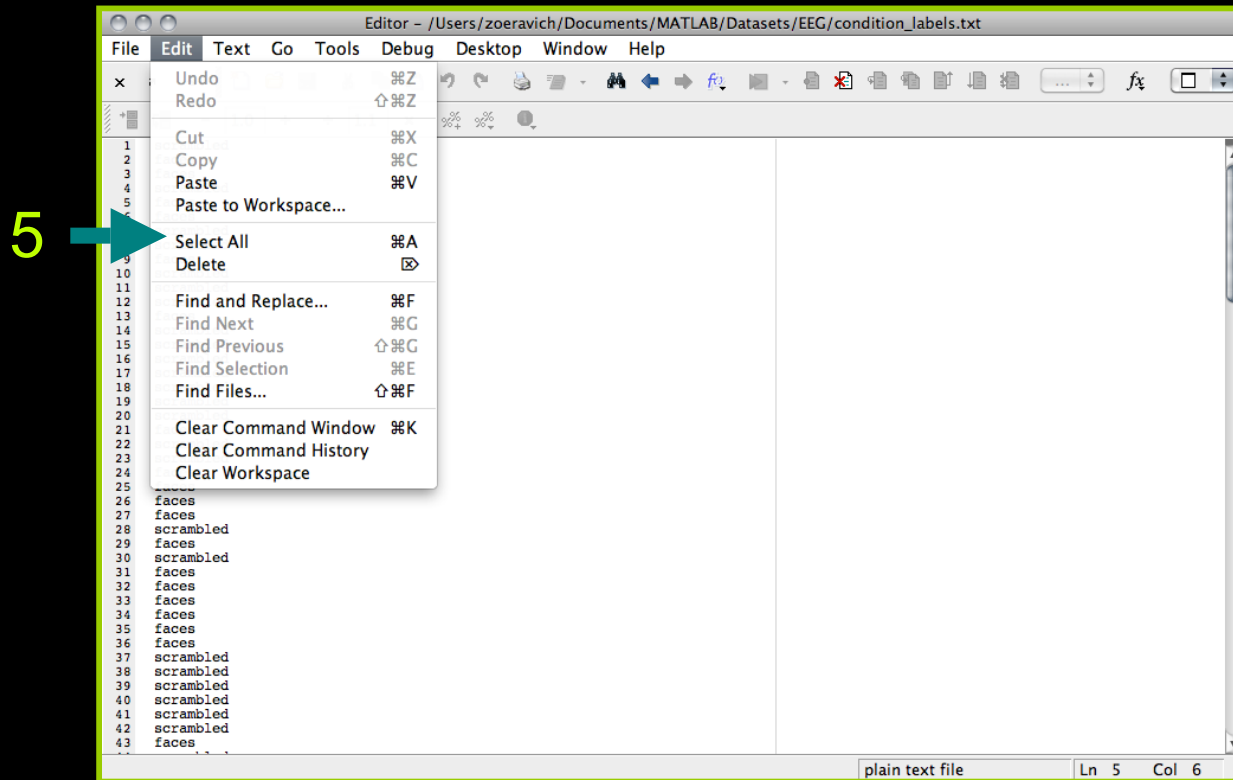 Editor – /Users/zoeravich/Documents/MATLAB/Datasets/EEG/condition_labels.txt
File Edit Text Go Tools Debug Desktop Window Help
... fx
Undo ⌘Z
Redo ⇧⌘Z
Cut ⌘X
Copy ⌘C
Paste ⌘V
Paste to Workspace...
5
Select All ⌘A
Delete ⌦
Find and Replace... ⌘F
Find Next ⌘G
Find Previous ⇧⌘G
Find Selection ⌘E
Find Files... ⇧⌘F
Clear Command Window ⌘K
Clear Command History
Clear Workspace
1
2
3
4
5
9
10
11
12
13
14
15
16
17
18
19
20
21
22
23
24
25 faces
26 faces
27 faces
28 scrambled
29 faces
30 scrambled
31 faces
32 faces
33 faces
34 faces
35 faces
36 faces
37 scrambled
38 scrambled
39 scrambled
40 scrambled
41 scrambled
42 scrambled
43 faces
plain text file Ln 5 Col 6